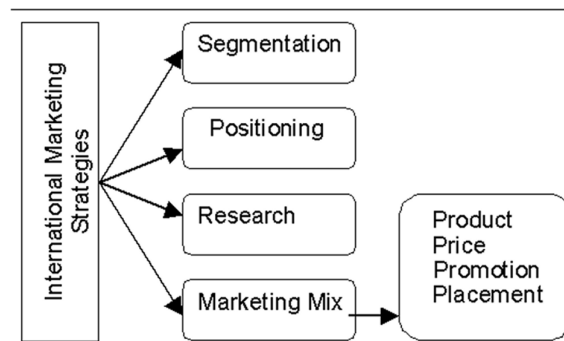 International Marketing
Strategies
Segmentation
Positioning
Research
Marketing Mix
Product
Price
Promotion
Placement